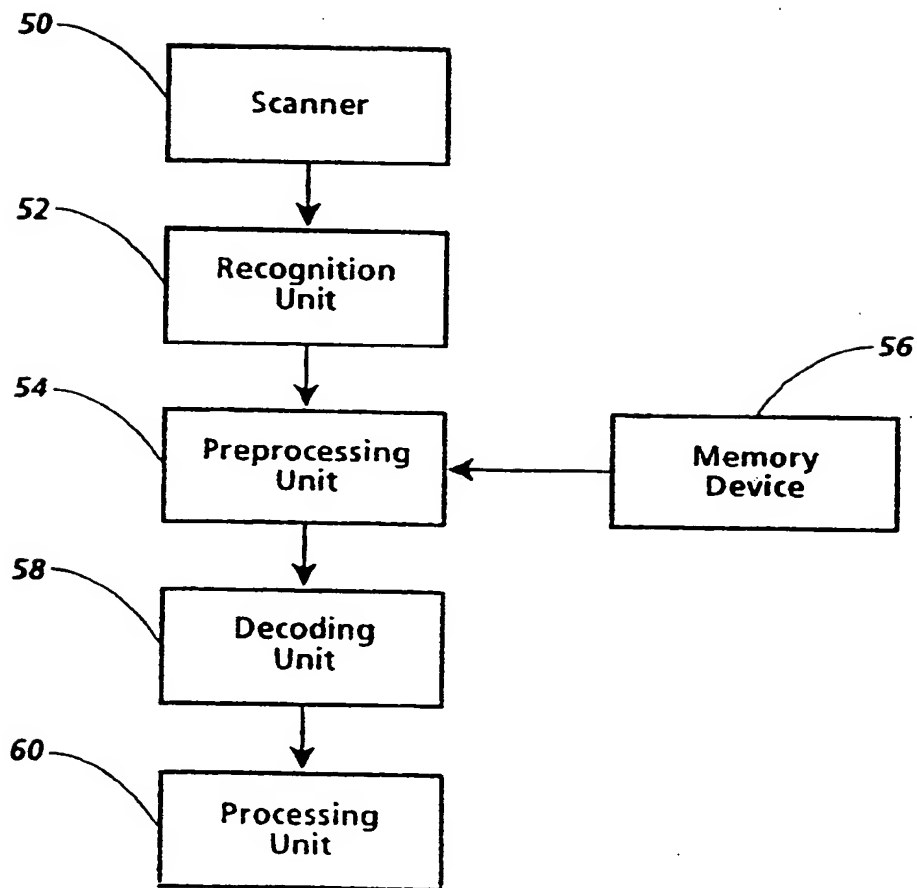 50
Scanner
52
Recognition
Unit
56
54
Preprocessing
Unit
Memory
Device
58
Decoding
Unit
60
Processing
Unit